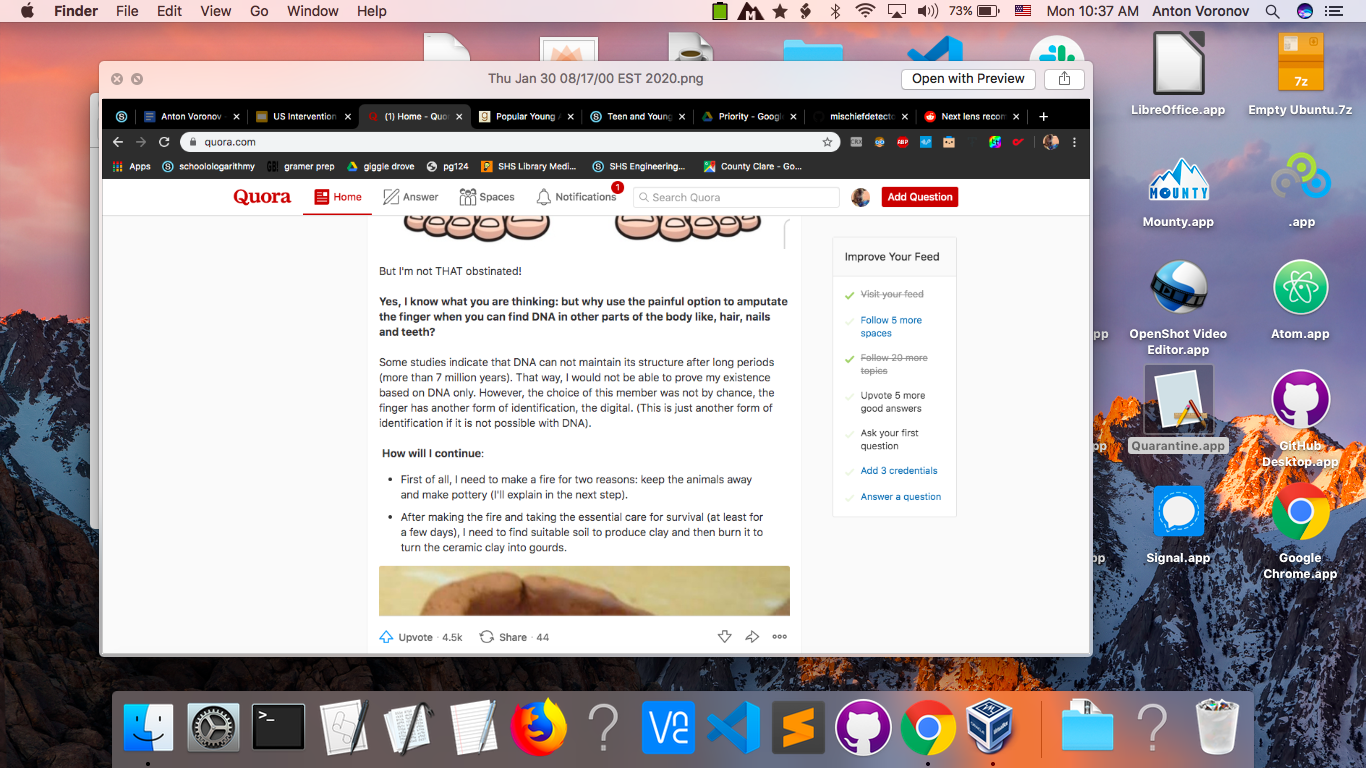 Finder File Edit View Go Window Help
73% Mon 10:37 AM Anton Voronov
Thu Jan 30 08/17/00 EST 2020.png
Open with Preview
Anton Voronov -
US Intervention
(1) Home - Quo
Popular Young A
Teen and Young
Priority - Google
mischiefdetecto
Next lens recom
quora.com
Apps
schoologarithmy
gramer prep
giggle drove
pg124
SHS Library Medi...
SHS Engineering...
County Clare - Go...
Quora
Home
Answer
Spaces
Notifications
1
Search Quora
Add Question
But I'm not THAT obstinated!
Yes, I know what you are thinking: but why use the painful option to amputate
the finger when you can find DNA in other parts of the body like, hair, nails
and teeth?
Some studies indicate that DNA can not maintain its structure after long periods
(more than 7 million years). That way, I would not be able to prove my existence
based on DNA only. However, the choice of this member was not by chance, the
finger has another form of identification, the digital. (This is just another form of
identification if it is not possible with DNA).
How will I continue:
• First of all, I need to make a fire for two reasons: keep the animals away
and make pottery (I'll explain in the next step).
• After making the fire and taking the essential care for survival (at least for
a few days), I need to find suitable soil to produce clay and then burn it to
turn the ceramic clay into gourds.
Upvote · 4.5k
Share · 44
Improve Your Feed
Visit your feed
Follow 5 more
spaces
Follow 20 more
topics
Upvote 5 more
good answers
Ask your first
question
Add 3 credentials
Answer a question
LibreOffice.app
7z
Empty Ubuntu.7z
MOUNTY
Mounty.app
.app
OpenShot Video
Editor.app
Atom.app
Quarantine.app
GitHub
Desktop.app
Signal.app
Google
Chrome.app
pp
pp
pp